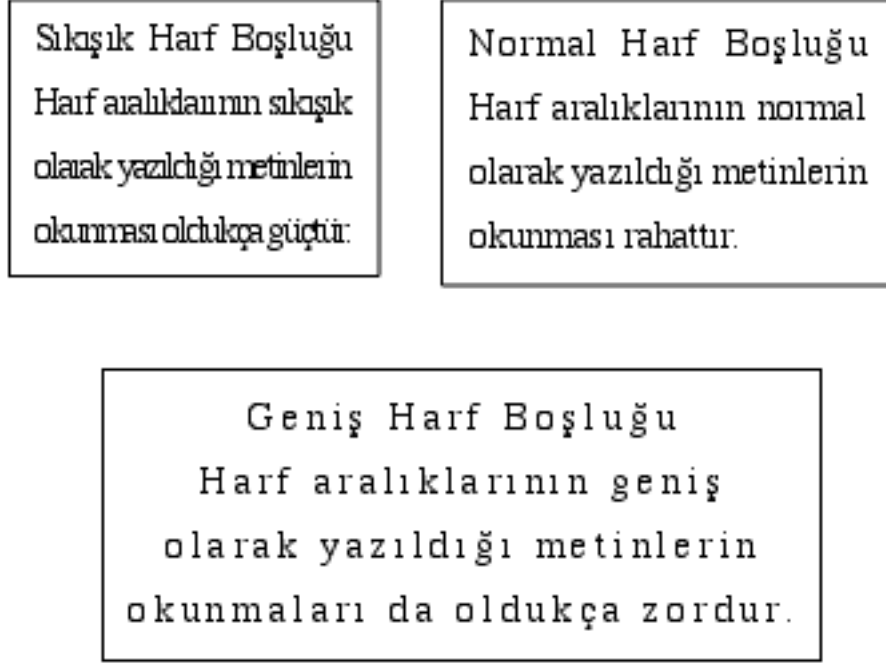 Sıkışık Harf Boşluğu
Harf aralıklarının sıkışık
olarak yazıldığı metinlerin
okunması oldukça güçtür.
Normal Harf Boşluğu
Harf aralıklarının normal
olarak yazıldığı metinlerin
okunması rahattır.
Geniş Harf Boşluğu
Harf aralıklarının geniş
olarak yazıldığı metinlerin
okunmaları da oldukça zordur.